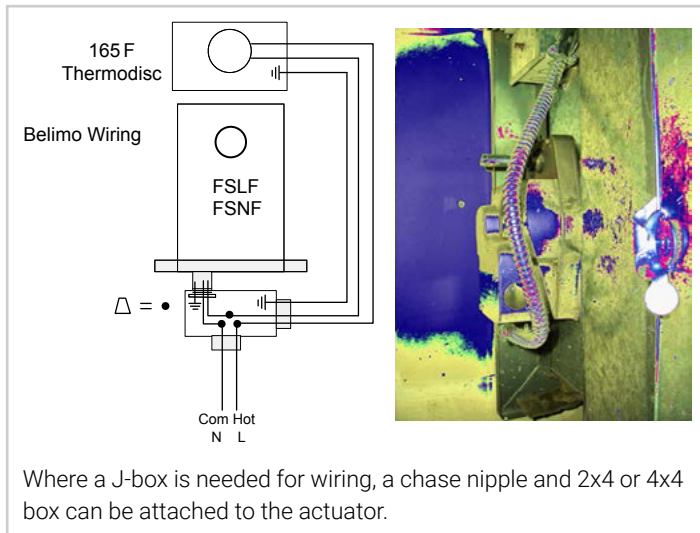 165 F
Thermodisc
Belimo Wiring
FSLF
FSNF
=
Com Hot
N L
Where a J-box is needed for wiring, a chase nipple and 2x4 or 4x4
box can be attached to the actuator.